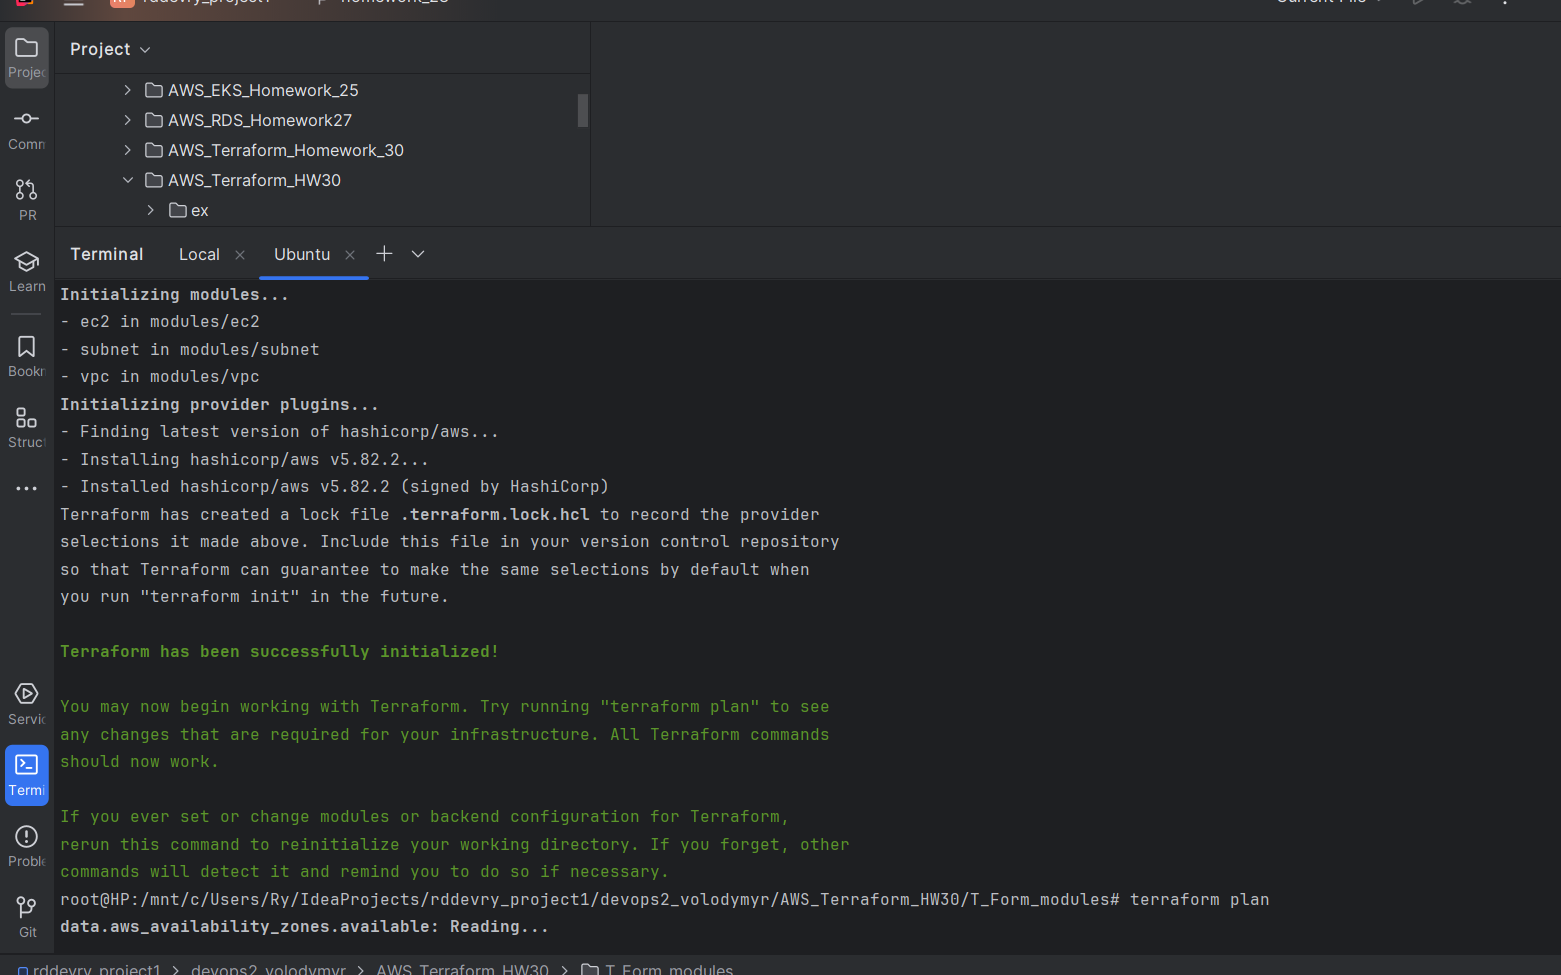 rddevry_project1
homework_28
Current File
Project
Project
AWS_EKS_Homework_25
AWS_RDS_Homework27
AWS_Terraform_Homework_30
AWS_Terraform_HW30
ex
Comm
PR
Learn
Bookn
Struct
Servic
Termi
Proble
Git
Terminal Local Ubuntu
Initializing modules...
- ec2 in modules/ec2
- subnet in modules/subnet
- vpc in modules/vpc
Initializing provider plugins...
- Finding latest version of hashicorp/aws...
- Installing hashicorp/aws v5.82.2...
- Installed hashicorp/aws v5.82.2 (signed by HashiCorp)
Terraform has created a lock file .terraform.lock.hcl to record the provider
selections it made above. Include this file in your version control repository
so that Terraform can guarantee to make the same selections by default when
you run "terraform init" in the future.
Terraform has been successfully initialized!
You may now begin working with Terraform. Try running "terraform plan" to see
any changes that are required for your infrastructure. All Terraform commands
should now work.
If you ever set or change modules or backend configuration for Terraform,
rerun this command to reinitialize your working directory. If you forget, other
commands will detect it and remind you to do so if necessary.
root@HP:/mnt/c/Users/Ry/IdeaProjects/rddevry_project1/devops2_volodymyr/AWS_Terraform_HW30/T_Form_modules# terraform plan
data.aws_availability_zones.available: Reading...
rddevry_project1 > devops2_volodymyr > AWS_Terraform_HW30 > T_Form_modules